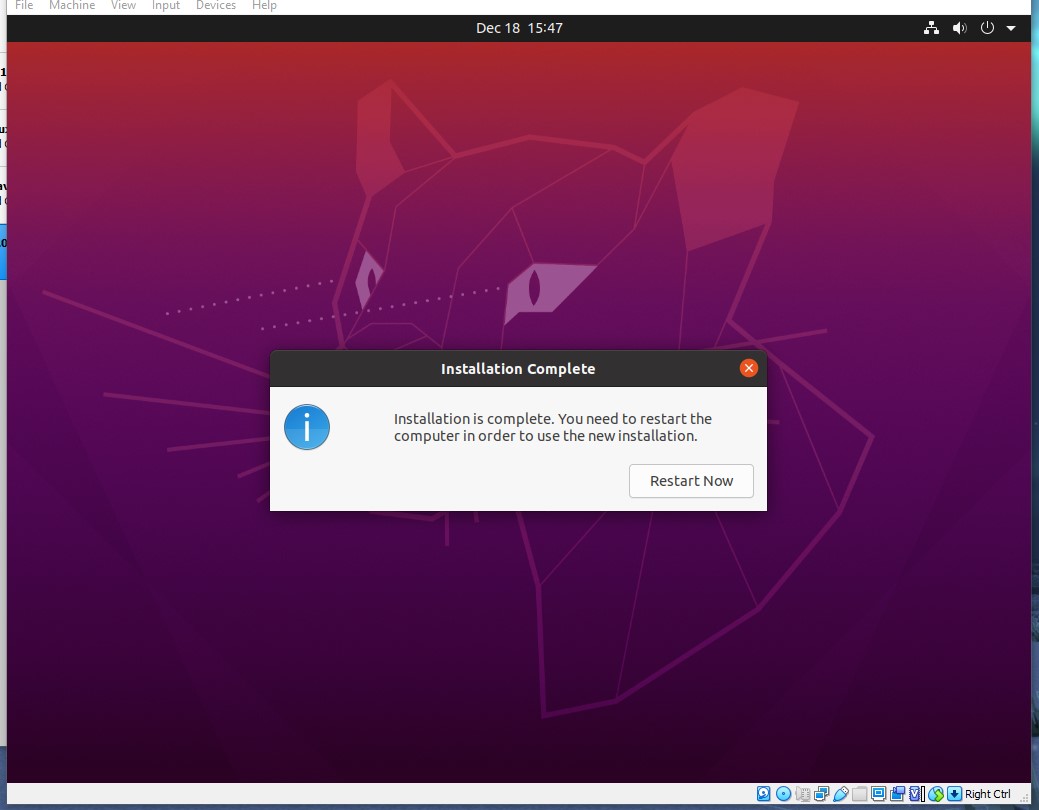 File Machine View Input Devices Help
Dec 18 15:47
Installation Complete
Installation is complete. You need to restart the
computer in order to use the new installation.
Restart Now
Right Ctrl